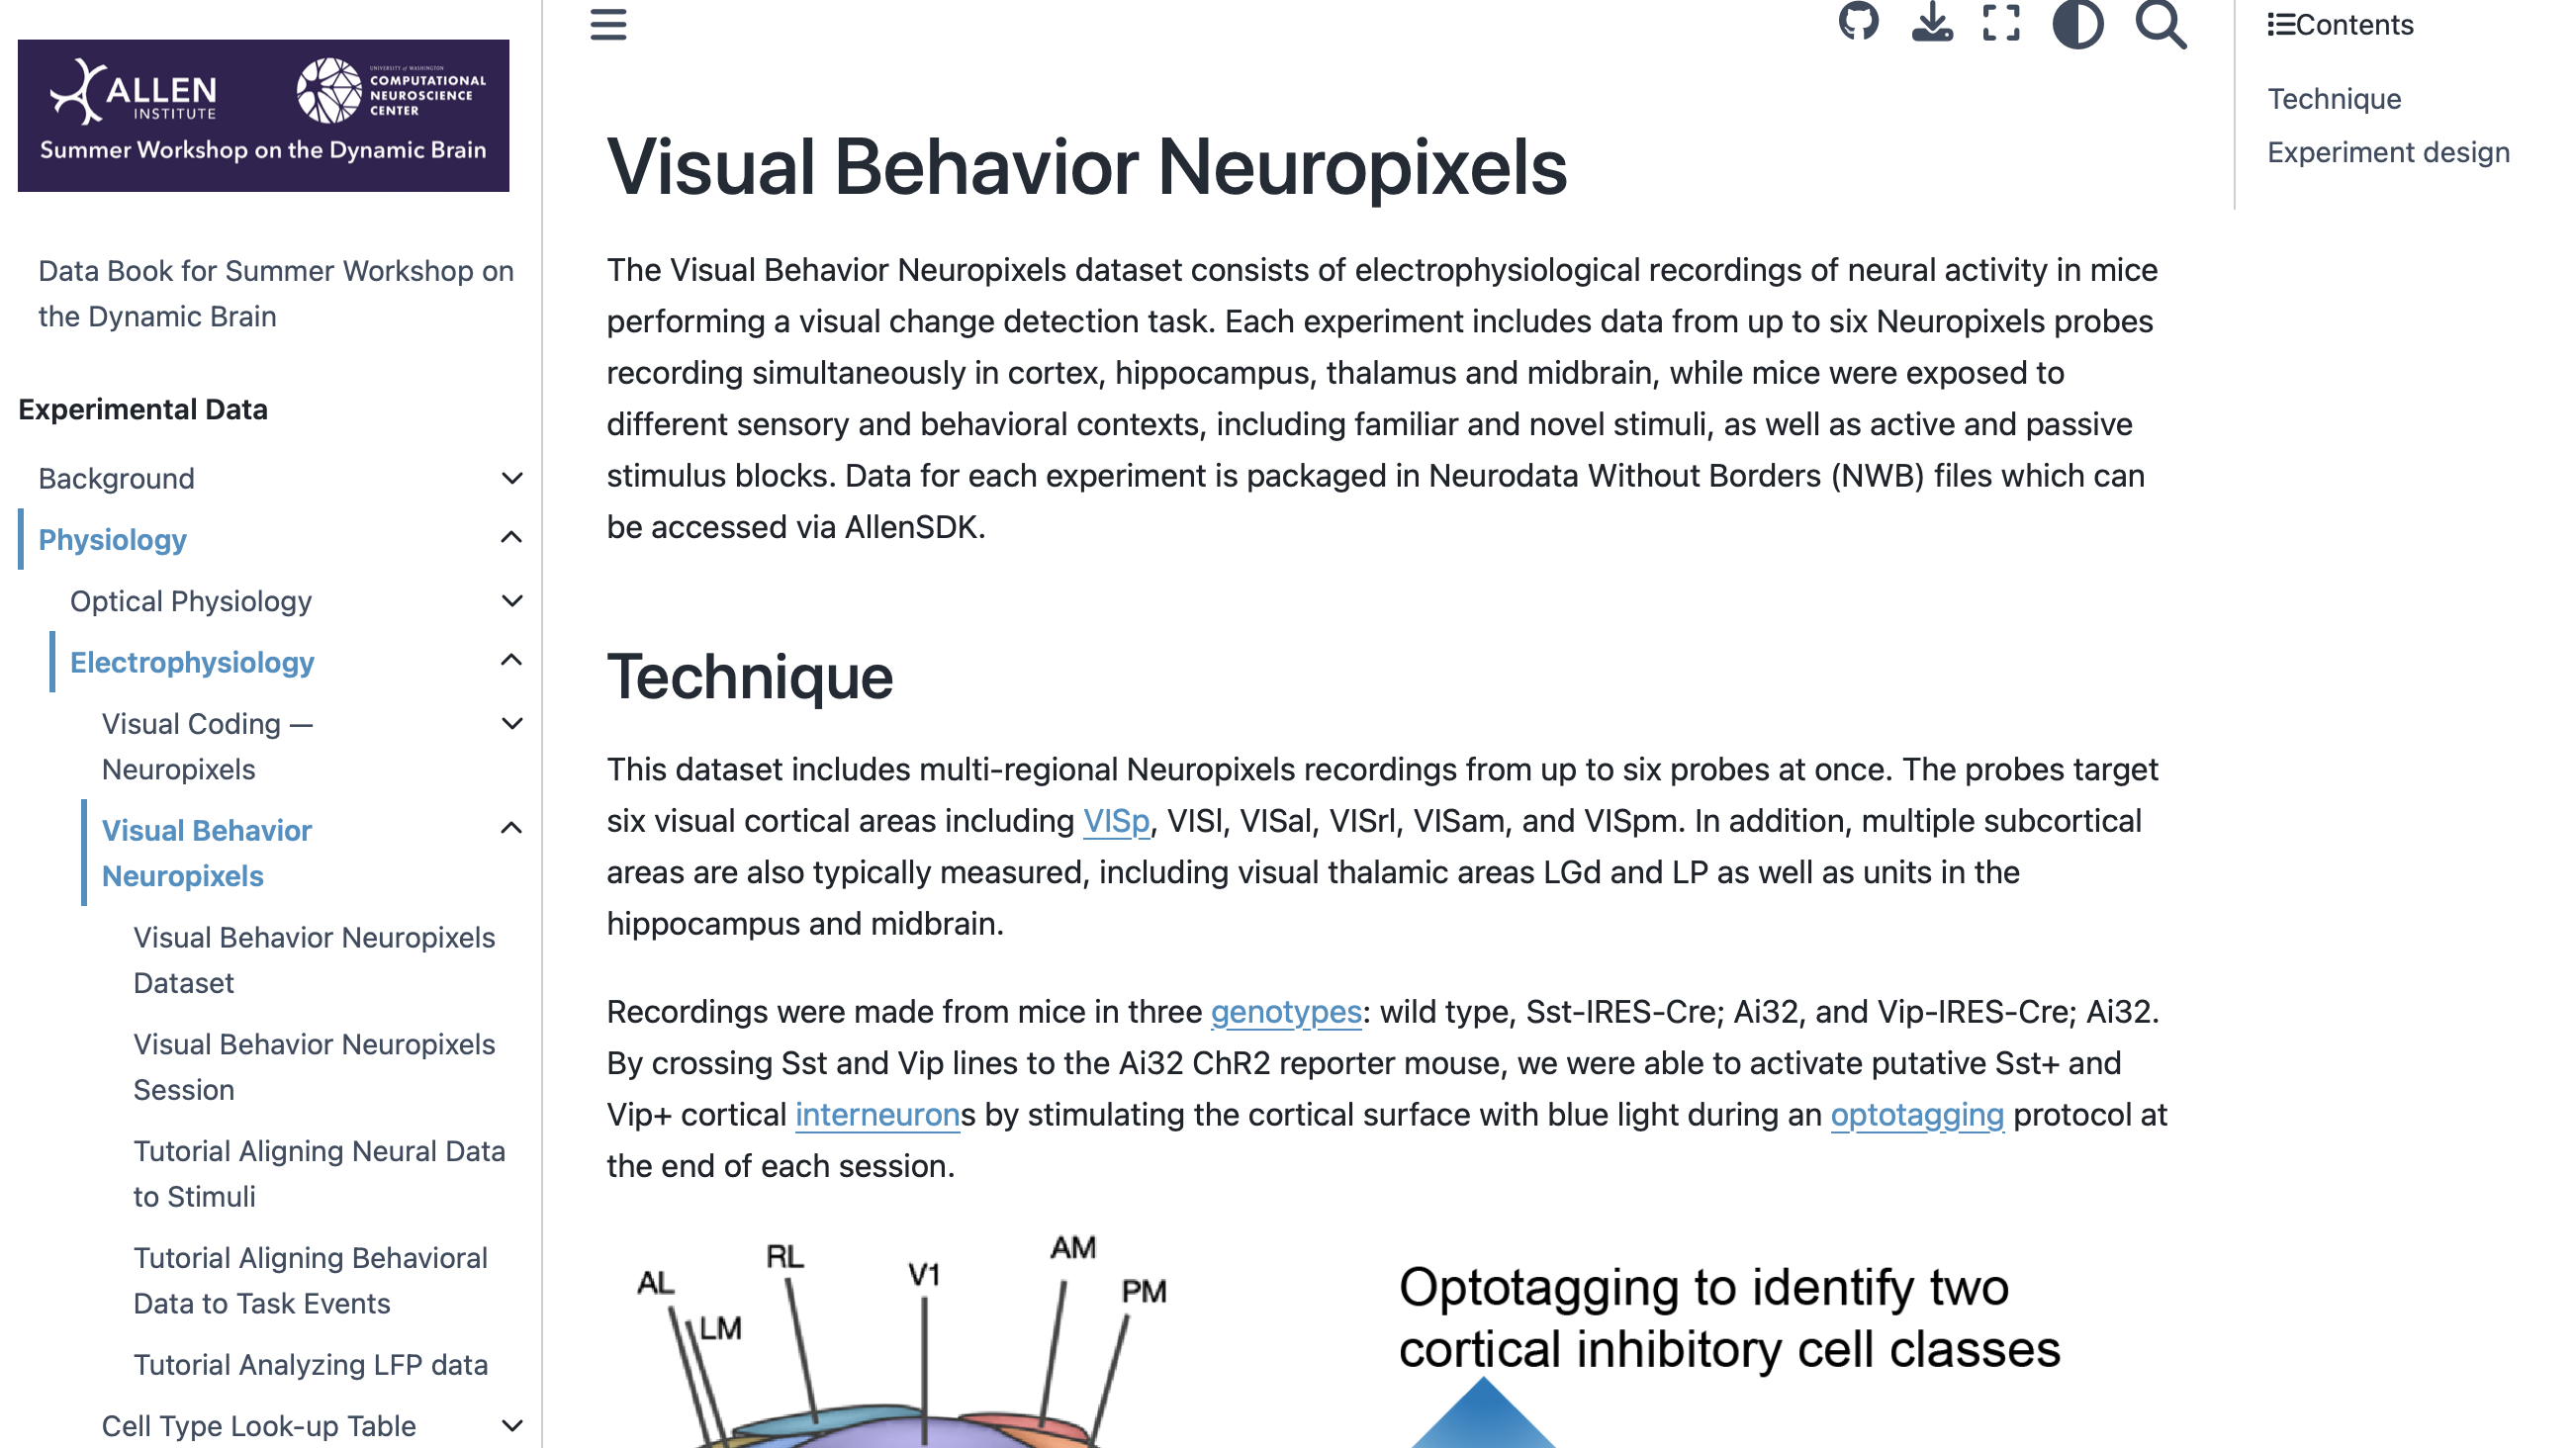 ALLEN
INSTITUTE
UNIVERSITY of WASHINGTON
COMPUTATIONAL
NEUROSCIENCE
CENTER
Summer Workshop on the Dynamic Brain
Data Book for Summer Workshop on
the Dynamic Brain
Experimental Data
Background
Physiology
Optical Physiology
Electrophysiology
Visual Coding —
Neuropixels
Visual Behavior
Neuropixels
Visual Behavior Neuropixels
Dataset
Visual Behavior Neuropixels
Session
Tutorial Aligning Neural Data
to Stimuli
Tutorial Aligning Behavioral
Data to Task Events
Tutorial Analyzing LFP data
Cell Type Look-up Table
Visual Behavior Neuropixels
The Visual Behavior Neuropixels dataset consists of electrophysiological recordings of neural activity in mice
performing a visual change detection task. Each experiment includes data from up to six Neuropixels probes
recording simultaneously in cortex, hippocampus, thalamus and midbrain, while mice were exposed to
different sensory and behavioral contexts, including familiar and novel stimuli, as well as active and passive
stimulus blocks. Data for each experiment is packaged in Neurodata Without Borders (NWB) files which can
be accessed via AllenSDK.
Technique
This dataset includes multi-regional Neuropixels recordings from up to six probes at once. The probes target
six visual cortical areas including VISp, VISl, VISal, VISrl, VISam, and VISpm. In addition, multiple subcortical
areas are also typically measured, including visual thalamic areas LGd and LP as well as units in the
hippocampus and midbrain.
Recordings were made from mice in three genotypes: wild type, Sst-IRES-Cre; Ai32, and Vip-IRES-Cre; Ai32.
By crossing Sst and Vip lines to the Ai32 ChR2 reporter mouse, we were able to activate putative Sst+ and
Vip+ cortical interneurons by stimulating the cortical surface with blue light during an optotagging protocol at
the end of each session.
AL
LM
RL
V1
AM
PM
Optotagging to identify two
cortical inhibitory cell classes
Contents
Technique
Experiment design